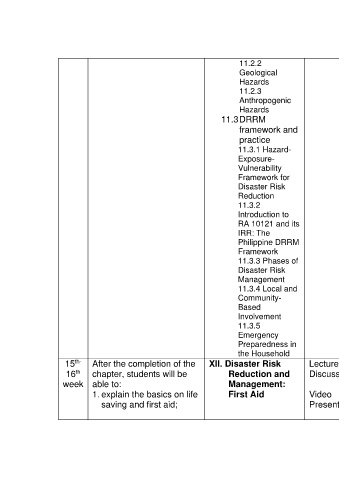 11.2.2
Geological
Hazards
11.2.3
Anthropogenic
Hazards
11.3 DRRM
framework and
practice
11.3.1 Hazard-
Exposure-
Vulnerability
Framework for
Disaster Risk
Reduction
11.3.2
Introduction to
RA 10121 and its
IRR: The
Philippine DRRM
Framework
11.3.3 Phases of
Disaster Risk
Management
11.3.4 Local and
Community-
Based
Involvement
11.3.5
Emergency
Preparedness in
the Household
15th-
16th
week
After the completion of the
chapter, students will be
able to:
1. explain the basics on life
saving and first aid;
XII. Disaster Risk
Reduction and
Management:
First Aid
Lecture
Discuss
Video
Present